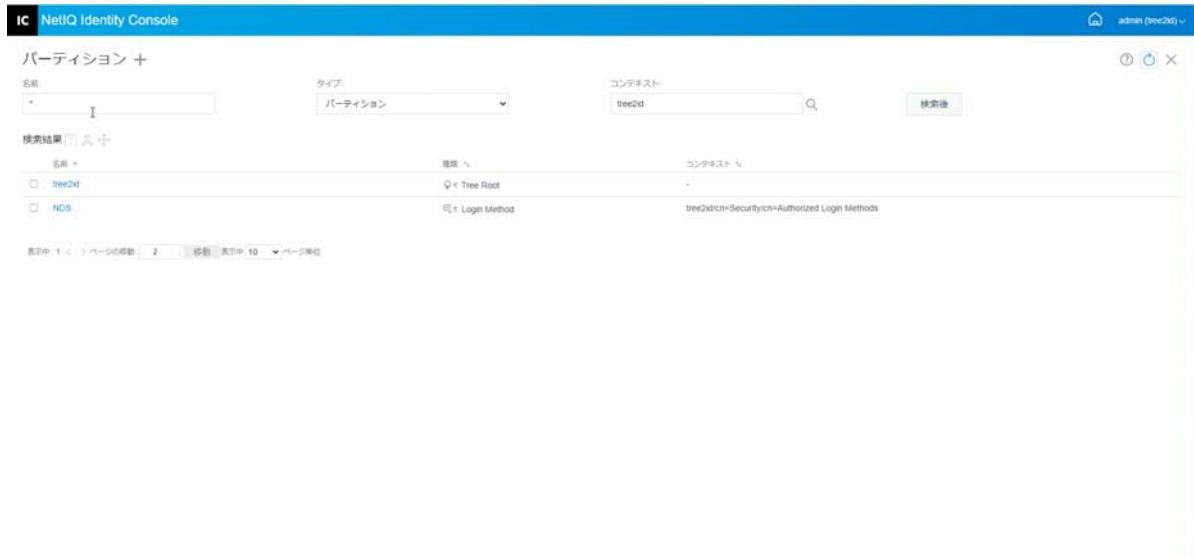 IC NetIQ Identity Console admin (tree2id)
パーティション
名前: タイプ: コンテキスト:
* パーティション tree2id 検索後
検索結果
名前 種類 コンテキスト
tree2id Tree Root -
NDS Login Method tree2id/cn=Security/cn=Authorized Login Methods
表示中 1 < > ページの移動: 2 移動 表示中 10 ページ単位